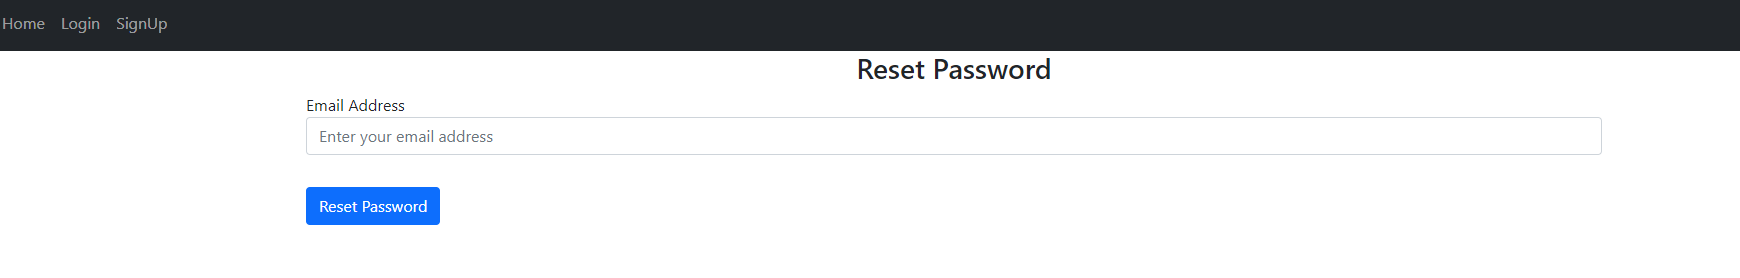 Home Login SignUp
Reset Password
Email Address
Enter your email address
Reset Password